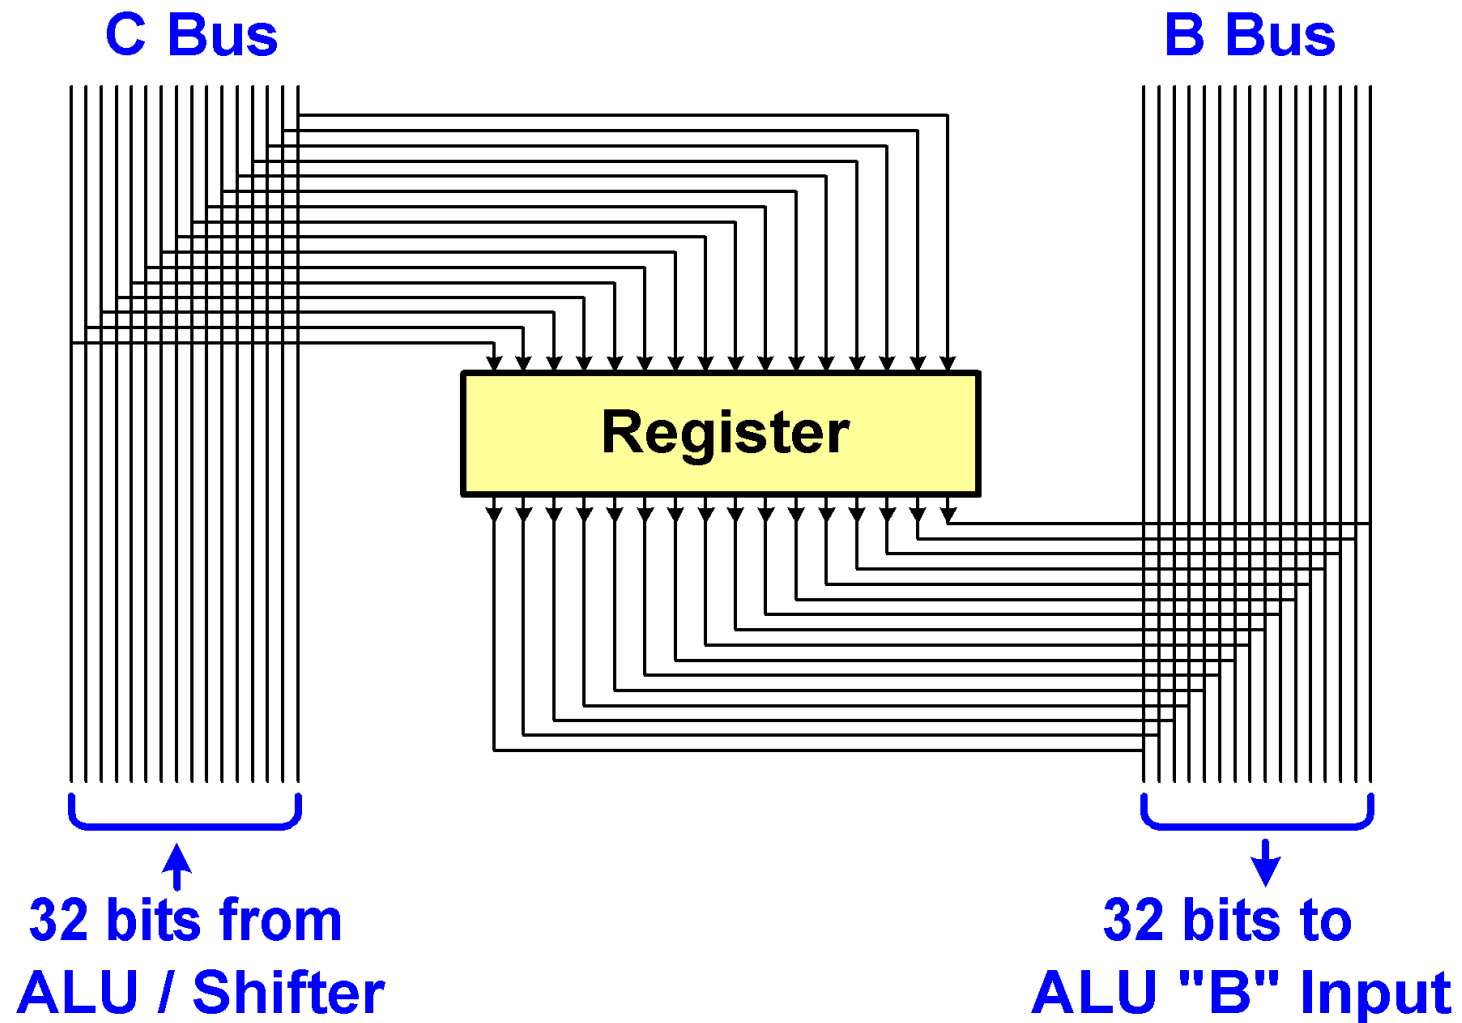 C Bus
B Bus
Register
32 bits from
ALU / Shifter
32 bits to
ALU "B" Input